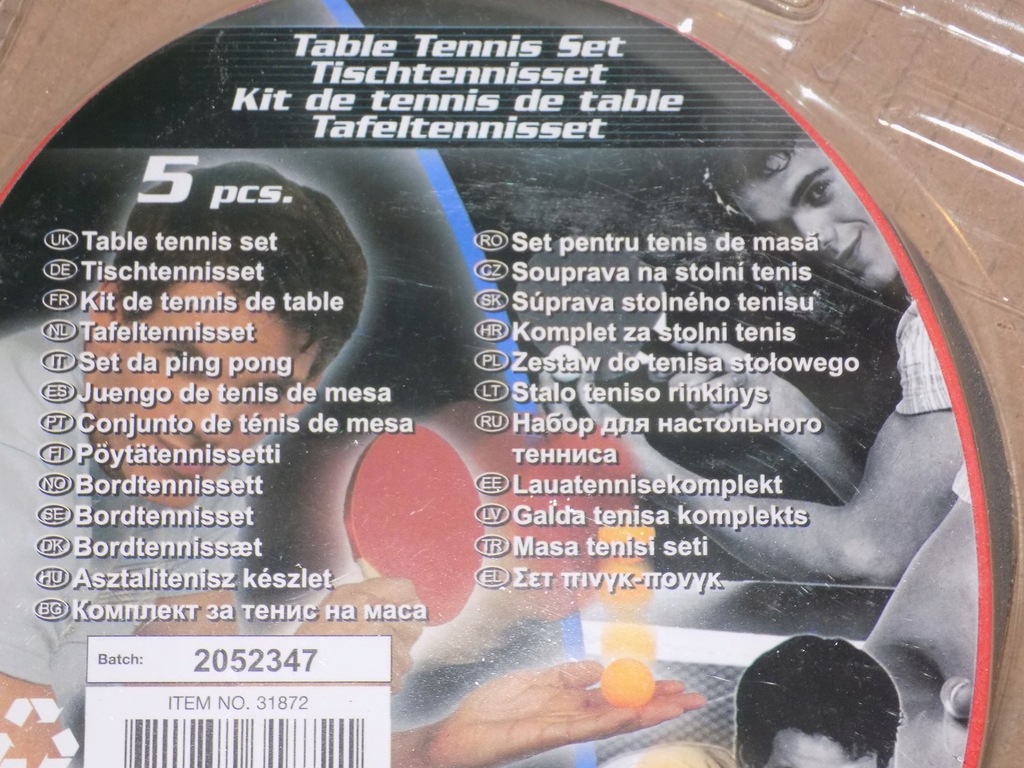 Table Tennis Set
Tischtennisset
Kit de tennis de table
Tafeltennisset
5 pcs.
UK Table tennis set
DE Tischtennisset
FR Kit de tennis de table
NL Tafeltennisset
IT Set da ping pong
ES Juengo de tenis de mesa
PT Conjunto de ténis de mesa
FI Pöytätennissetti
NO Bordtennissett
SE Bordtennisset
DK Bordtennissæt
HU Asztalitenisz készlet
BG Комплект за тенис на маса
RO Set pentru tenis de masă
CZ Souprava na stolní tenis
SK Súprava stolného tenisu
HR Komplet za stolni tenis
PL Zestaw do tenisa stołowego
LT Stalo teniso rinkinys
RU Набор для настольного
тенниса
EE Lauatennisekomplekt
LV Galda tenisa komplekts
TR Masa tenisi seti
EL Σετ πινγκ-πονγκ
Batch: 2052347
ITEM NO. 31872